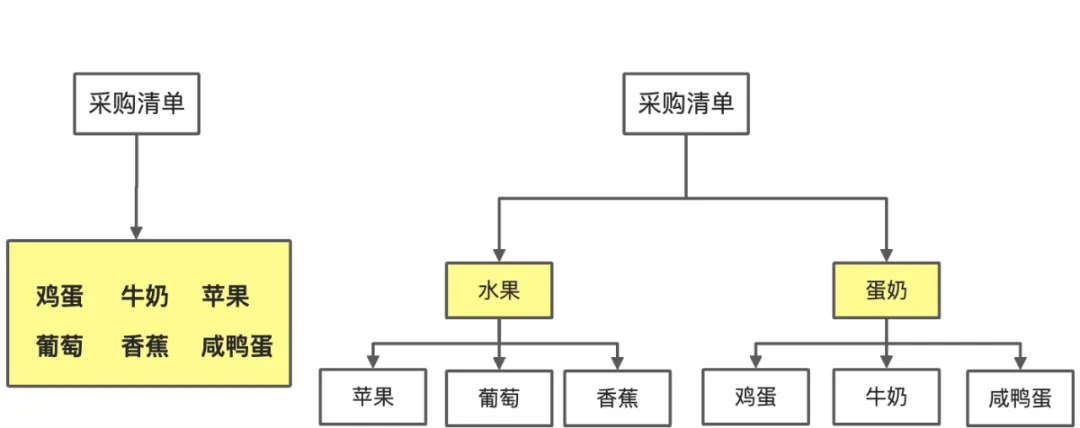 采购清单
鸡蛋 牛奶 苹果
葡萄 香蕉 咸鸭蛋
采购清单
水果 蛋奶
苹果 葡萄 香蕉 鸡蛋 牛奶 咸鸭蛋